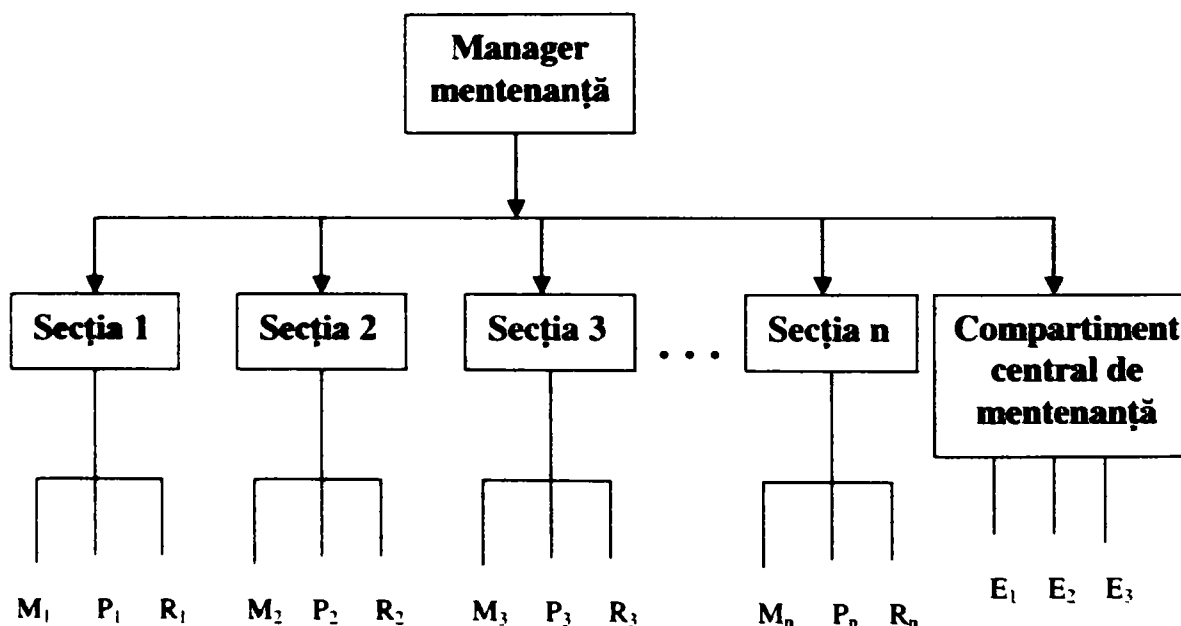 Manager
mentenanță
Secția 1
Secția 2
Secția 3
...
Secția n
Compartiment
central de
mentenanță
M₁ P₁ R₁
M₂ P₂ R₂
M₃ P₃ R₃
Mₙ Pₙ Rₙ
E₁ E₂ E₃